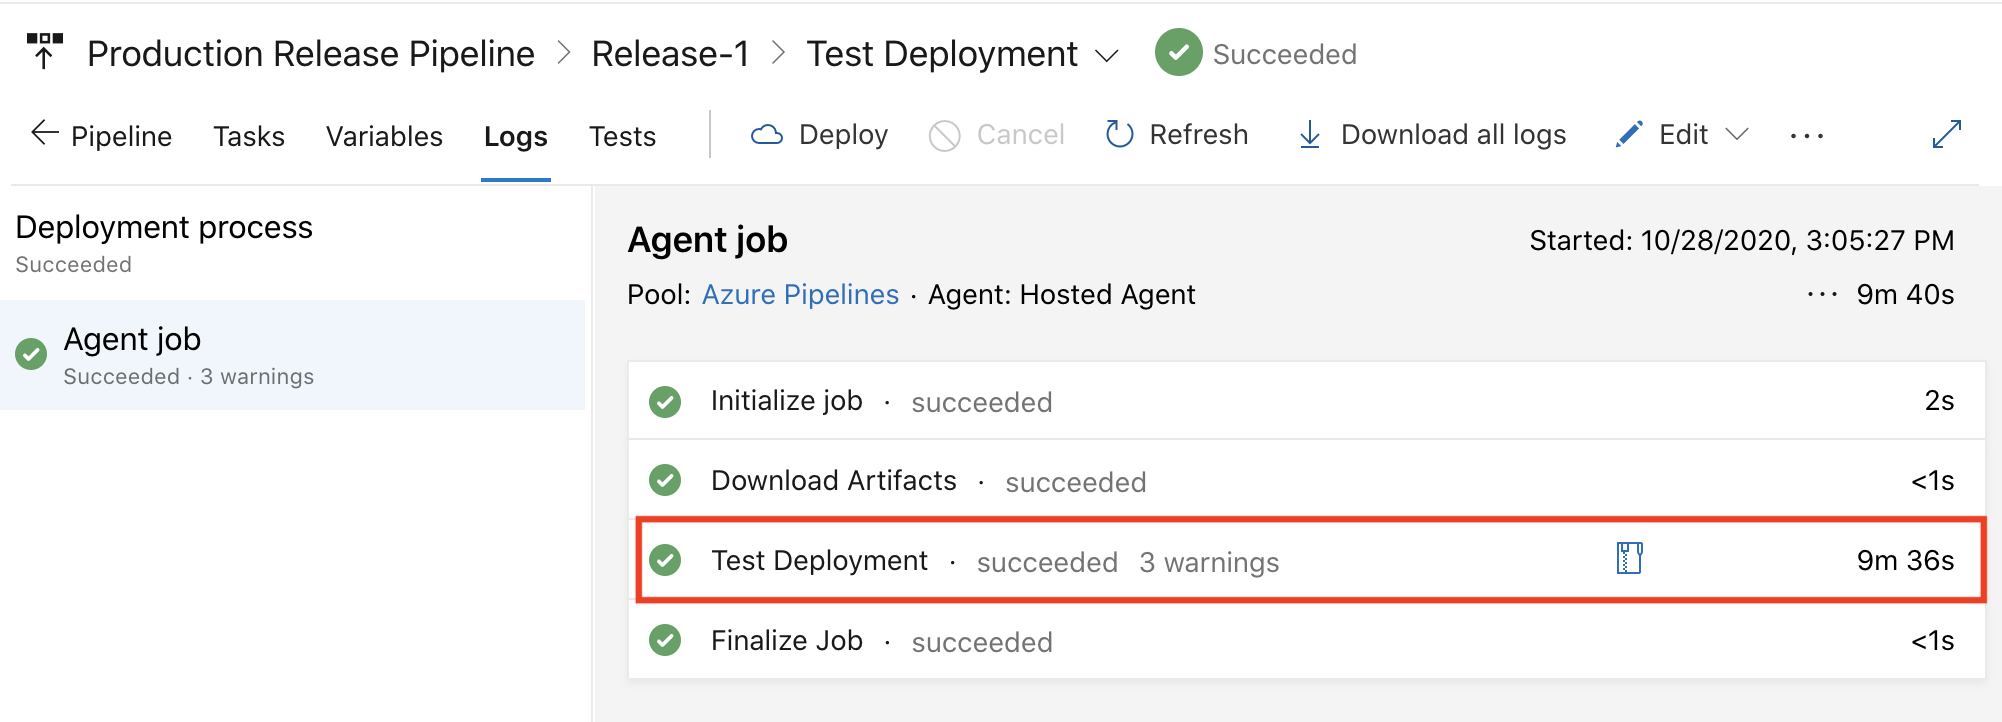 Production Release Pipeline > Release-1 > Test Deployment Succeeded
Pipeline Tasks Variables Logs Tests Deploy Cancel Refresh Download all logs Edit ...
Deployment process
Succeeded
Agent job
Succeeded · 3 warnings
Agent job Started: 10/28/2020, 3:05:27 PM
Pool: Azure Pipelines · Agent: Hosted Agent ... 9m 40s
Initialize job · succeeded 2s
Download Artifacts · succeeded <1s
Test Deployment · succeeded 3 warnings 9m 36s
Finalize Job · succeeded <1s